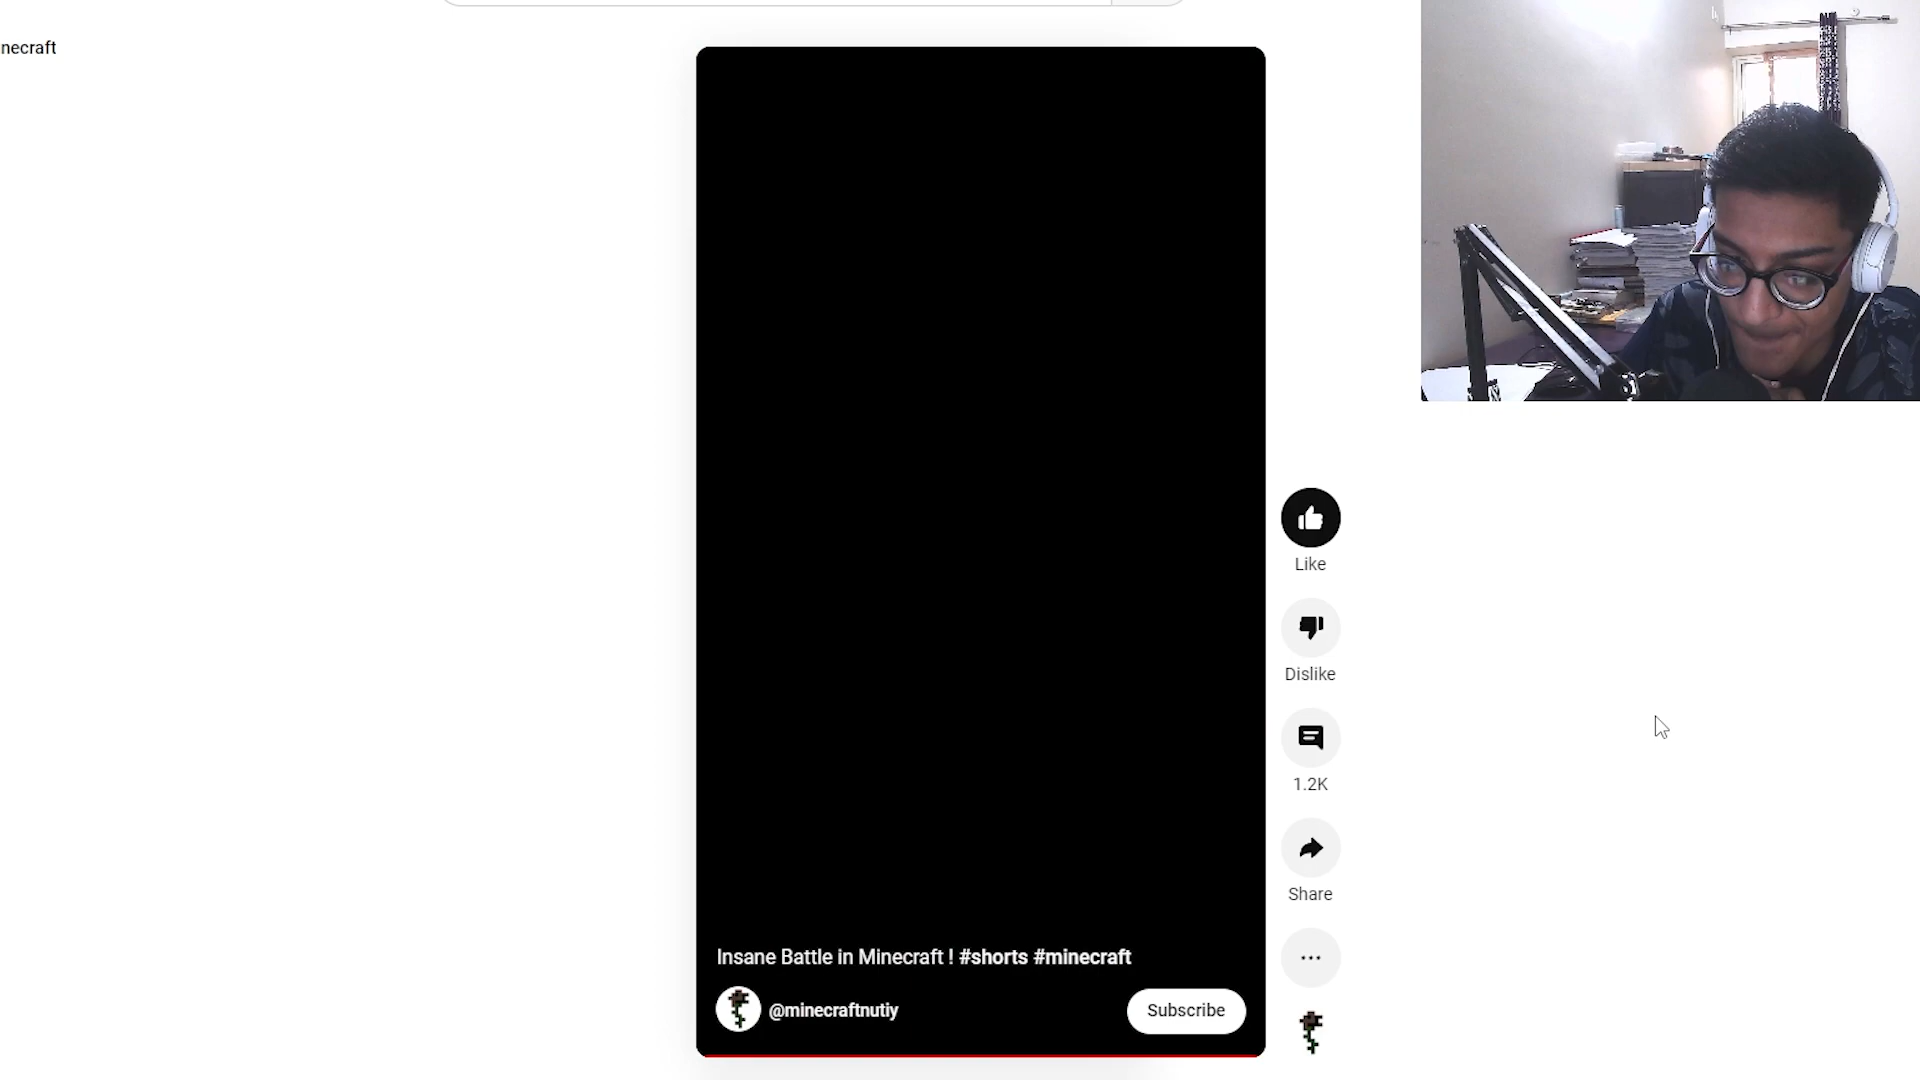 necraft
Like
Dislike
1.2K
Share
Insane Battle in Minecraft ! #shorts #minecraft
@minecraftnutiy
Subscribe